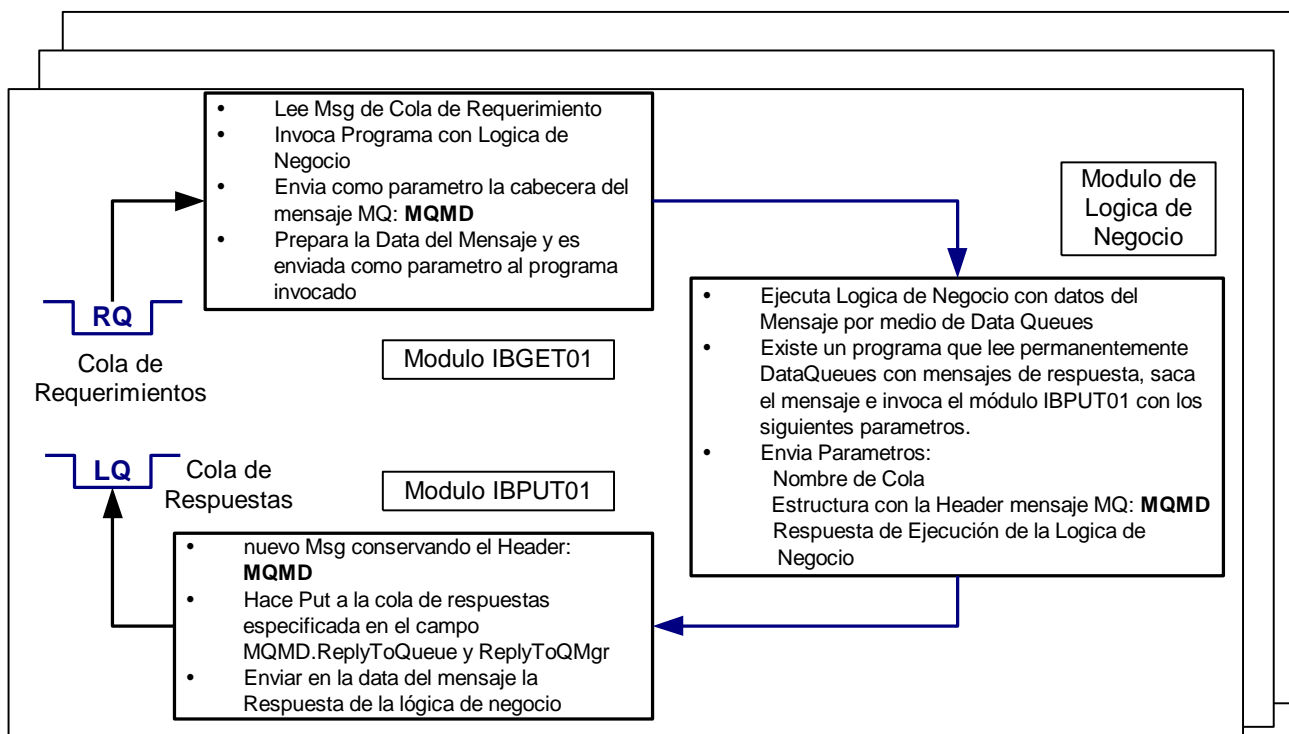 • Lee Msg de Cola de Requerimiento
• Invoca Programa con Logica de
Negocio
• Envia como parametro la cabecera del
mensaje MQ: MQMD
• Prepara la Data del Mensaje y es
enviada como parametro al programa
invocado
Modulo de
Logica de
Negocio
RQ
Cola de
Requerimientos
Modulo IBGET01
• Ejecuta Logica de Negocio con datos del
Mensaje por medio de Data Queues
• Existe un programa que lee permanentemente
DataQueues con mensajes de respuesta, saca
el mensaje e invoca el módulo IBPUT01 con los
siguientes parametros.
• Envia Parametros:
Nombre de Cola
Estructura con la Header mensaje MQ: MQMD
Respuesta de Ejecución de la Logica de
Negocio
LQ
Cola de
Respuestas
Modulo IBPUT01
• nuevo Msg conservando el Header:
MQMD
• Hace Put a la cola de respuestas
especificada en el campo
MQMD.ReplyToQueue y ReplyToQMgr
• Enviar en la data del mensaje la
Respuesta de la lógica de negocio